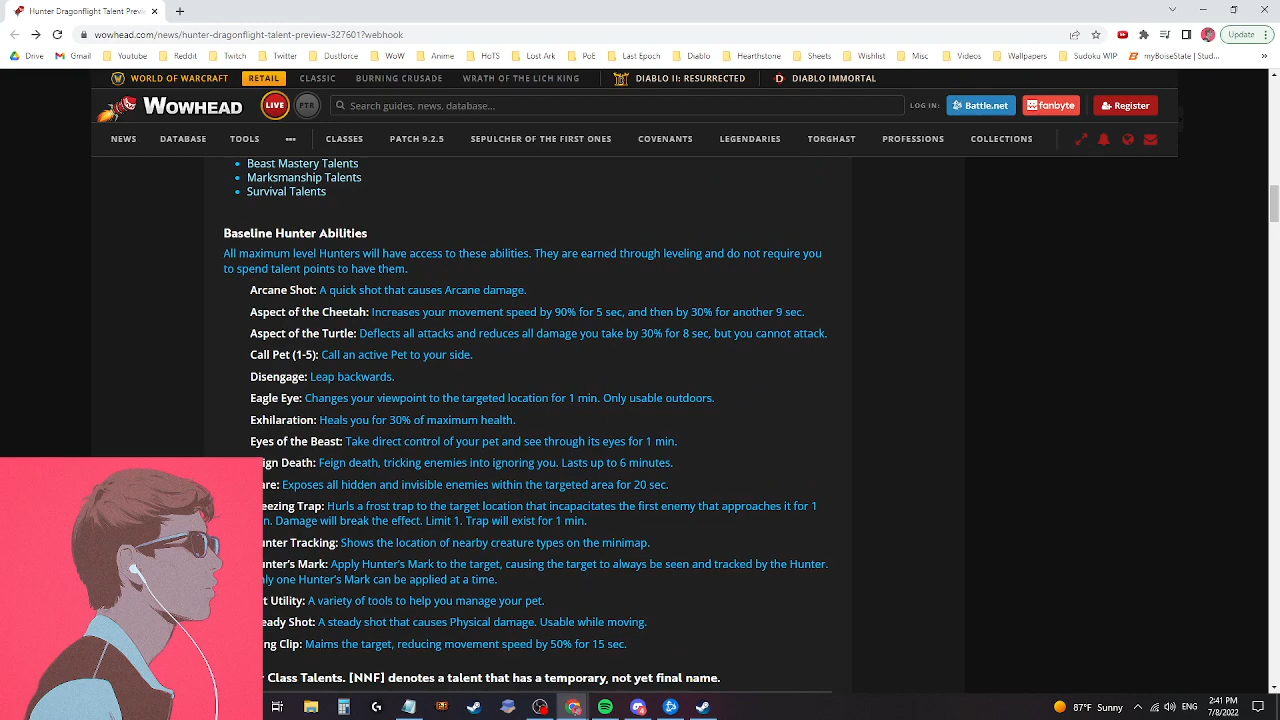 Hunter Dragonflight Talent Previ
wowhead.com/news/hunter-dragonflight-talent-preview-327601?webhook
Update
Drive Gmail Youtube Reddit Twitch Twitter Dustforce WoW Anime HoTS Lost Ark PoE Last Epoch Diablo Hearthstone Sheets Wishlist Misc Videos Wallpapers Sudoku WIP myBoiseState | Stud... »
WORLD OF WARCRAFT RETAIL CLASSIC BURNING CRUSADE WRATH OF THE LICH KING DIABLO II: RESURRECTED DIABLO IMMORTAL
WOWHEAD LIVE PTR Search guides, news, database... LOG IN: Battle.net fanbyte Register
NEWS DATABASE TOOLS ••• CLASSES PATCH 9.2.5 SEPULCHER OF THE FIRST ONES COVENANTS LEGENDARIES TORGHAST PROFESSIONS COLLECTIONS
• Beast Mastery Talents
• Marksmanship Talents
• Survival Talents
Baseline Hunter Abilities
All maximum level Hunters will have access to these abilities. They are earned through leveling and do not require you
to spend talent points to have them.
Arcane Shot: A quick shot that causes Arcane damage.
Aspect of the Cheetah: Increases your movement speed by 90% for 5 sec, and then by 30% for another 9 sec.
Aspect of the Turtle: Deflects all attacks and reduces all damage you take by 30% for 8 sec, but you cannot attack.
Call Pet (1-5): Call an active Pet to your side.
Disengage: Leap backwards.
Eagle Eye: Changes your viewpoint to the targeted location for 1 min. Only usable outdoors.
Exhilaration: Heals you for 30% of maximum health.
Eyes of the Beast: Take direct control of your pet and see through its eyes for 1 min.
ign Death: Feign death, tricking enemies into ignoring you. Lasts up to 6 minutes.
are: Exposes all hidden and invisible enemies within the targeted area for 20 sec.
eezing Trap: Hurls a frost trap to the target location that incapacitates the first enemy that approaches it for 1
n. Damage will break the effect. Limit 1. Trap will exist for 1 min.
unter Tracking: Shows the location of nearby creature types on the minimap.
unter's Mark: Apply Hunter's Mark to the target, causing the target to always be seen and tracked by the Hunter.
ly one Hunter's Mark can be applied at a time.
t Utility: A variety of tools to help you manage your pet.
eady Shot: A steady shot that causes Physical damage. Usable while moving.
ng Clip: Maims the target, reducing movement speed by 50% for 15 sec.
r Class Talents. [NNF] denotes a talent that has a temporary, not yet final name.
87°F Sunny ENG 2:41 PM
7/8/2022